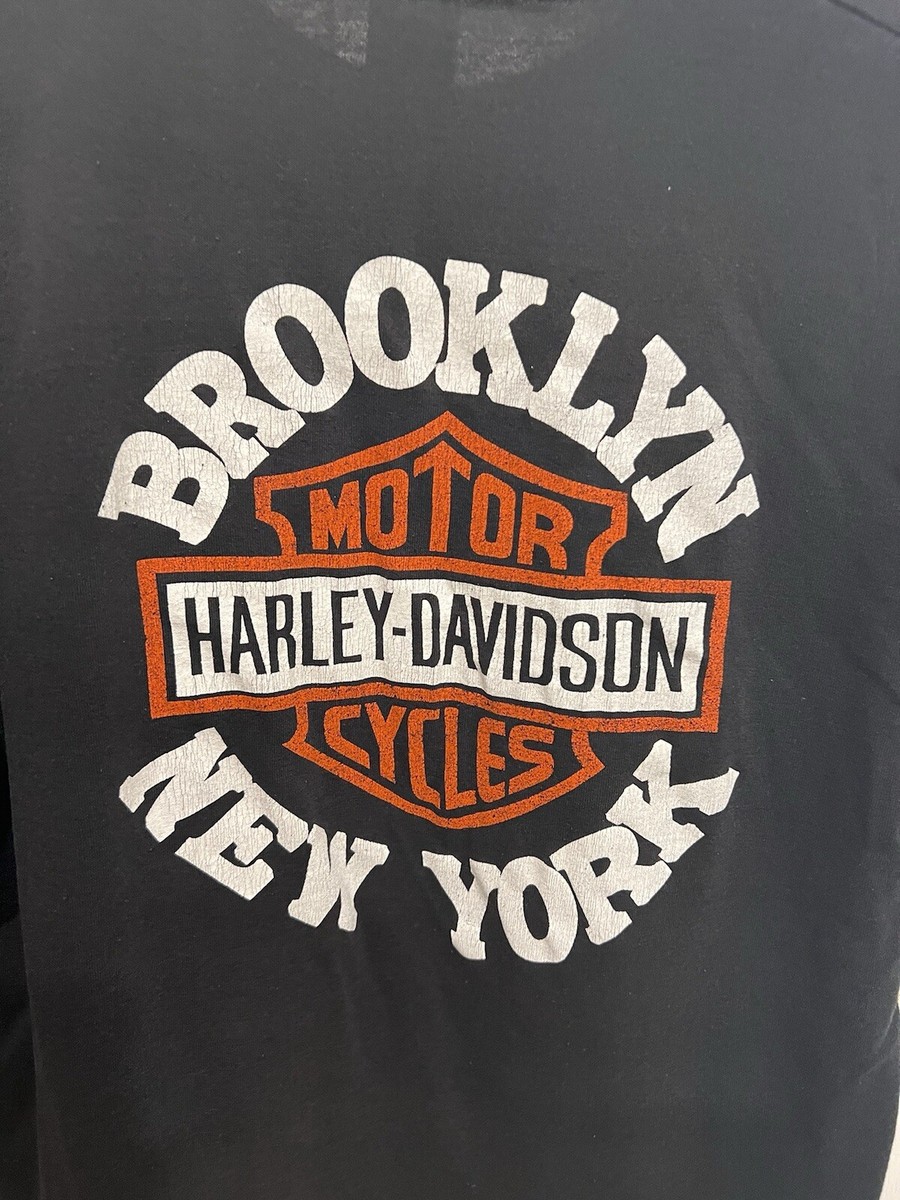 BROOKLYN
MOTOR
HARLEY-DAVIDSON
CYCLES
NEW YORK